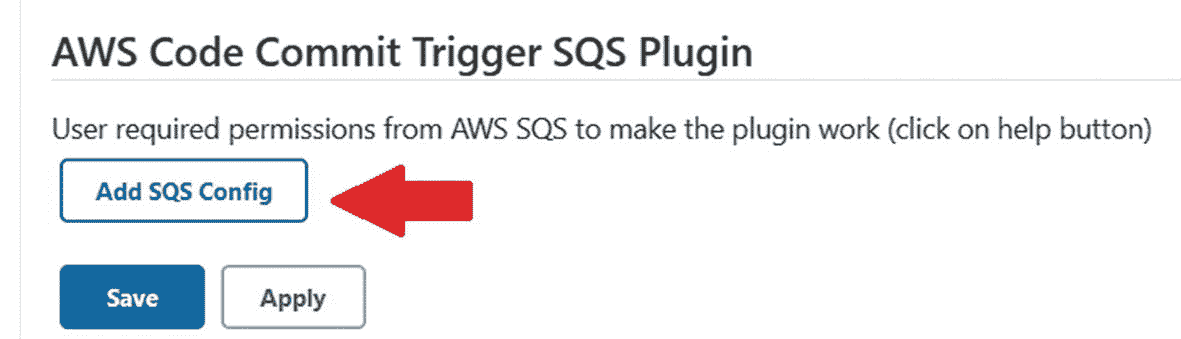 AWS Code Commit Trigger SQS Plugin
User required permissions from AWS SQS to make the plugin work (click on help button)
Add SQS Config
Save Apply